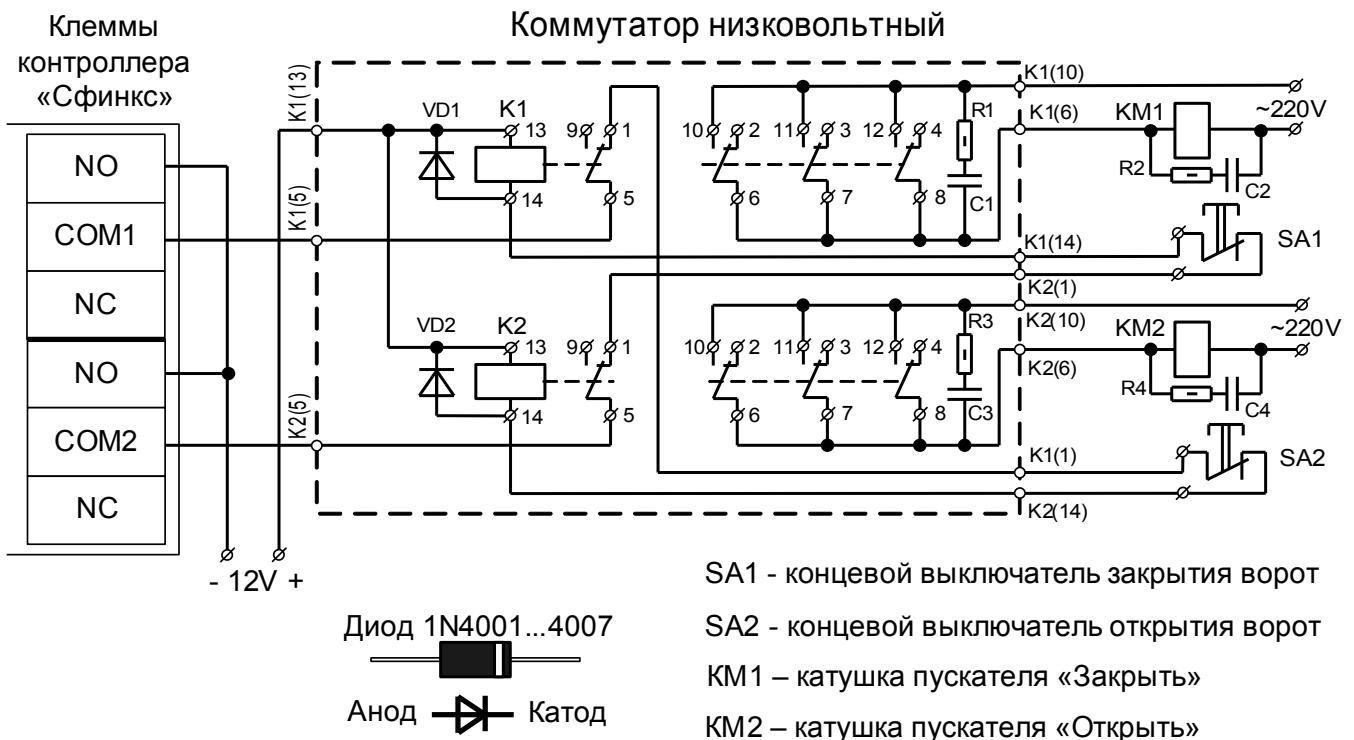 Клеммы
контроллера
«Сфинкс»
Коммутатор низковольтный
NO
COM1
NC
NO
COM2
NC
- 12V +
K1(13)
K1(5)
K2(5)
VD1
K1
13
14
9
1
5
10
2
11
3
12
4
6
7
8
R1
C1
K1(10)
K1(6)
KM1
~220V
R2
C2
K1(14)
SA1
K2(1)
VD2
K2
13
14
9
1
5
10
2
11
3
12
4
6
7
8
R3
C3
K2(10)
K2(6)
KM2
~220V
R4
C4
K1(1)
SA2
K2(14)
Диод 1N4001...4007
Анод
Катод
SA1 - концевой выключатель закрытия ворот
SA2 - концевой выключатель открытия ворот
КМ1 – катушка пускателя «Закрыть»
КМ2 – катушка пускателя «Открыть»